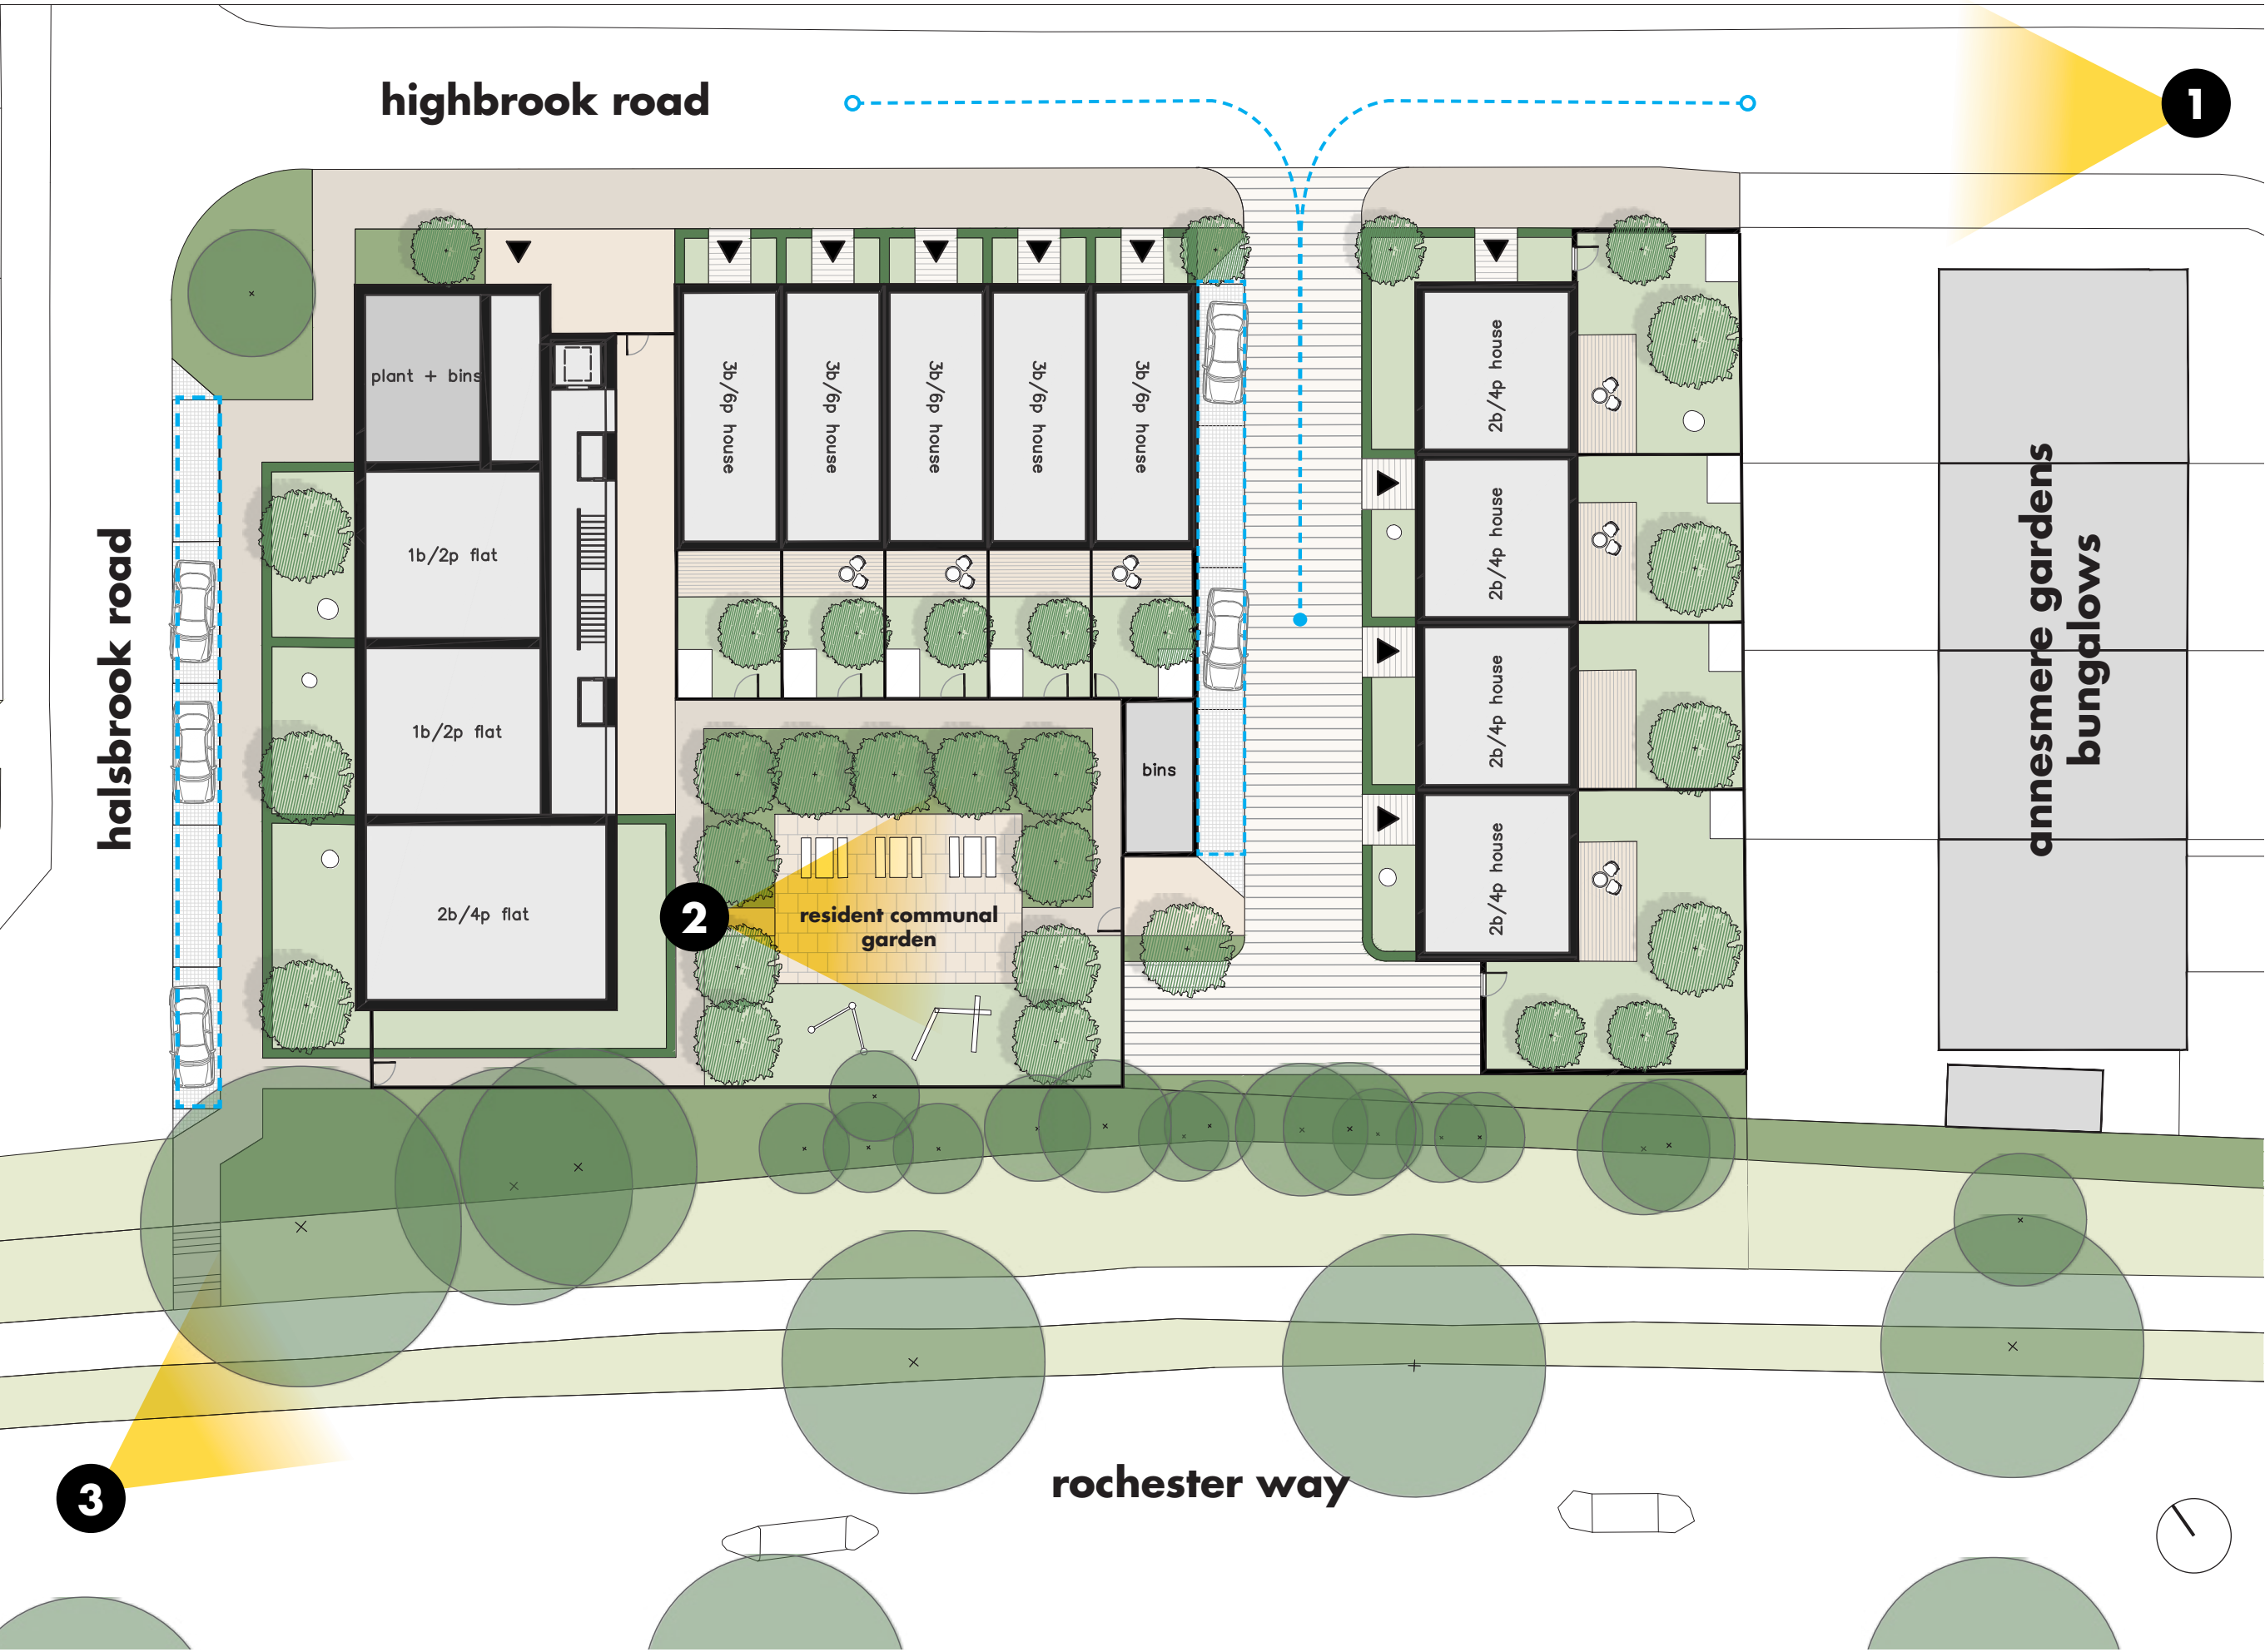 highbrook road
1
plant + bins
3b/6p house
3b/6p house
3b/6p house
3b/6p house
3b/6p house
2b/4p house
1b/2p flat
2b/4p house
halsbrook road
annesmere gardens
bungalows
1b/2p flat
2b/4p house
bins
2b/4p flat
2
resident communal
garden
2b/4p house
rochester way
3